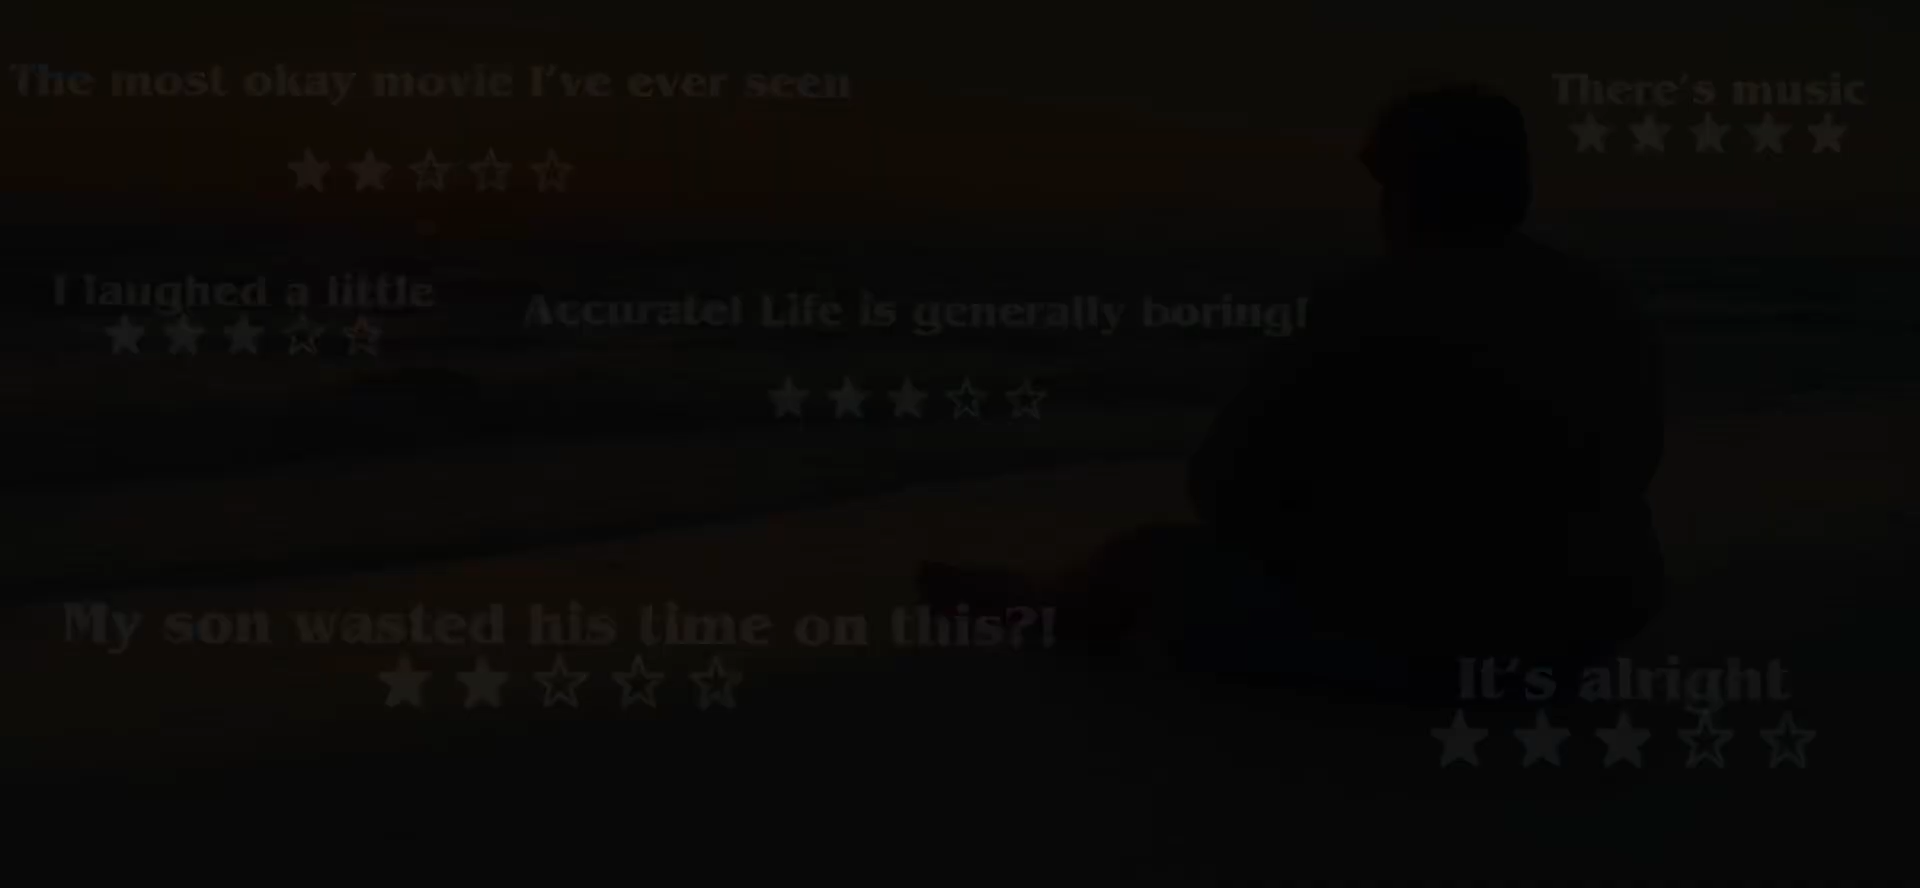 The most okay movie I've ever seen
There's music
I laughed a little
Accurate! Life is generally boring!
My son wasted his time on this?!
It's alright